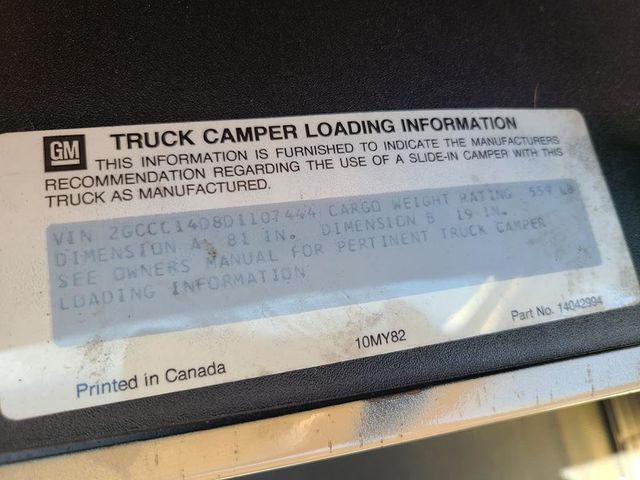 GM
TRUCK CAMPER LOADING INFORMATION
THIS INFORMATION IS FURNISHED TO INDICATE THE MANUFACTURERS
RECOMMENDATION REGARDING THE USE OF A SLIDE-IN CAMPER WITH THIS
TRUCK AS MANUFACTURED.
VIN 2GCCC14D8D1107444 CARGO WEIGHT RATING 559 LB
DIMENSION A 81 IN. DIMENSION B 19 IN.
SEE OWNERS MANUAL FOR PERTINENT TRUCK CAMPER
LOADING INFORMATION
Part No. 14042994
10MY82
Printed in Canada